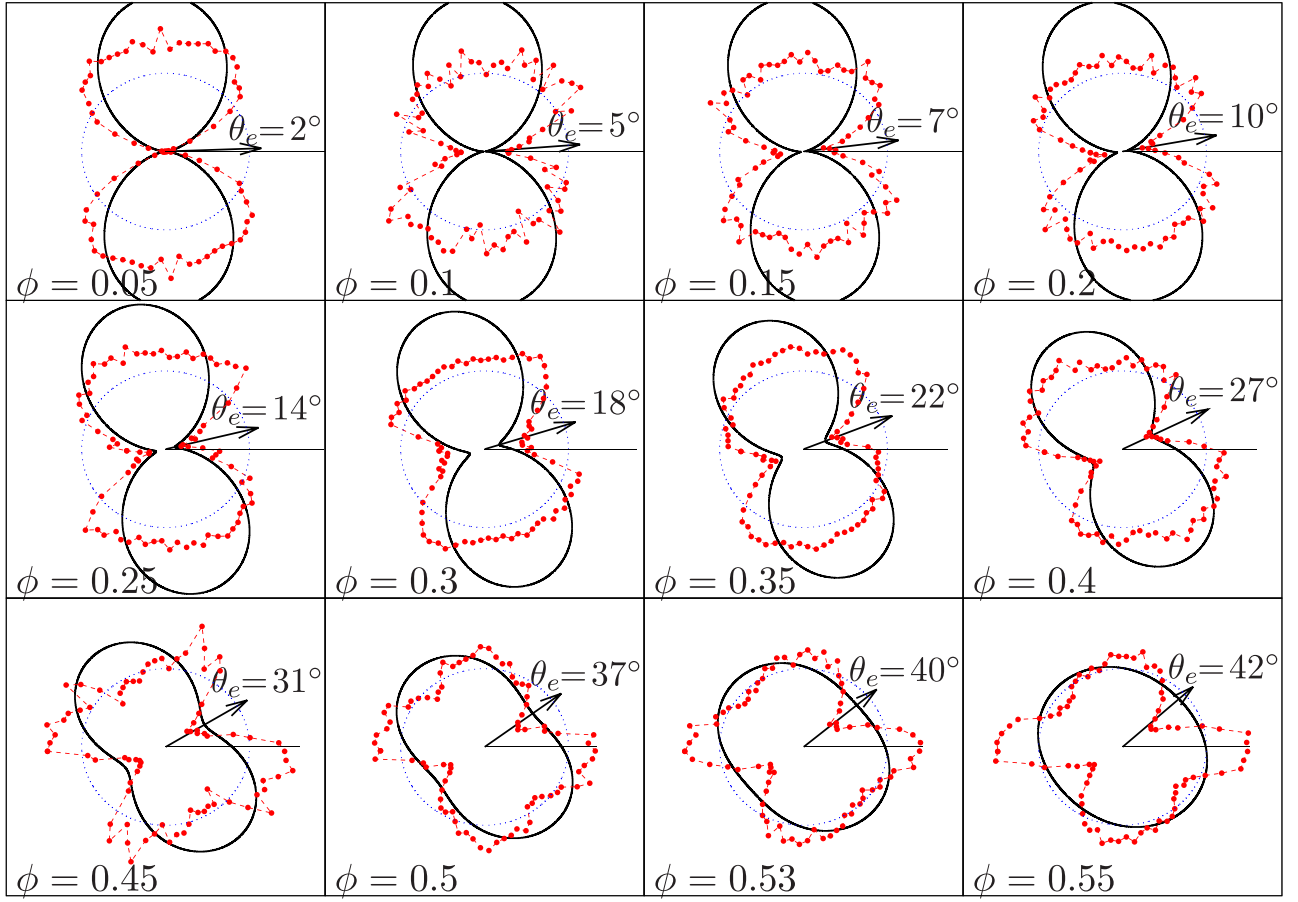 θₑ=2°
ϕ = 0.05
θₑ=5°
ϕ = 0.1
θₑ=7°
ϕ = 0.15
θₑ=10°
ϕ = 0.2
θₑ=14°
ϕ = 0.25
θₑ=18°
ϕ = 0.3
θₑ=22°
ϕ = 0.35
θₑ=27°
ϕ = 0.4
θₑ=31°
ϕ = 0.45
θₑ=37°
ϕ = 0.5
θₑ=40°
ϕ = 0.53
θₑ=42°
ϕ = 0.55